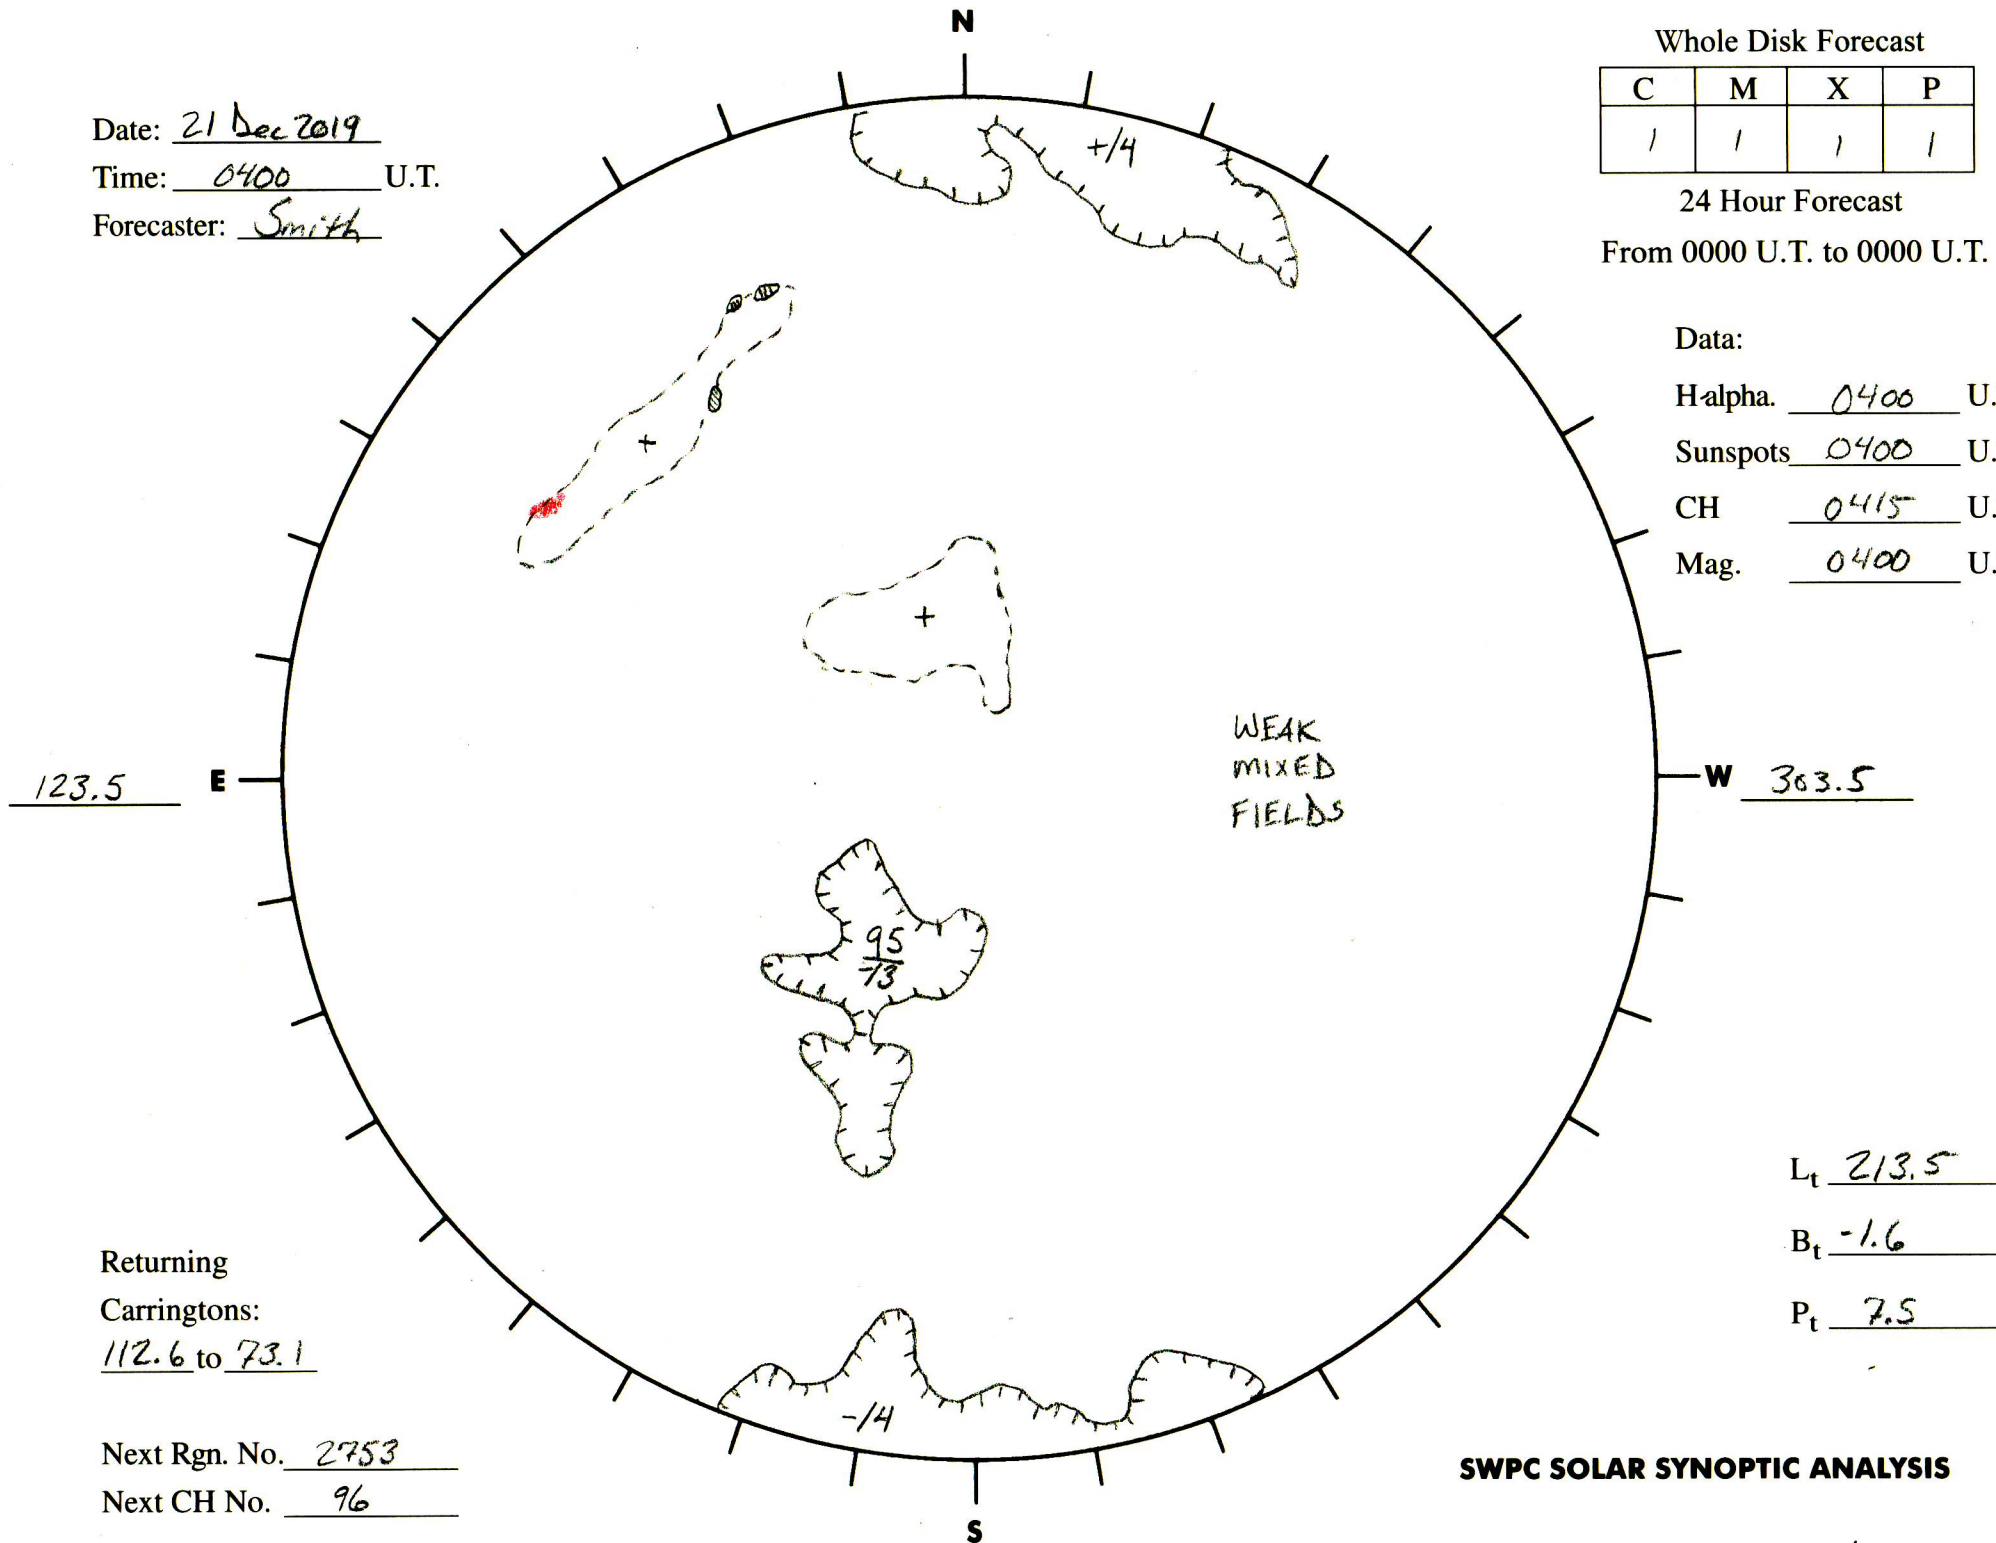 N
Whole Disk Forecast
C M X P
1 1 1 1
24 Hour Forecast
From 0000 U.T. to 0000 U.T.
Date: 21 Dec 2019
Time: 0400 U.T.
Forecaster: Smith
+/4
Data:
H-alpha. 0400 U.
Sunspots 0400 U.
CH 0415 U.
Mag. 0400 U.
+
+
WEAK
MIXED
FIELDS
123.5 E
W 303.5
95
-/3
Lt 213.5
Bt -1.6
Pt 7.5
Returning
Carringtons:
112.6 to 73.1
-/4
Next Rgn. No. 2753
Next CH No. 96
SWPC SOLAR SYNOPTIC ANALYSIS
S